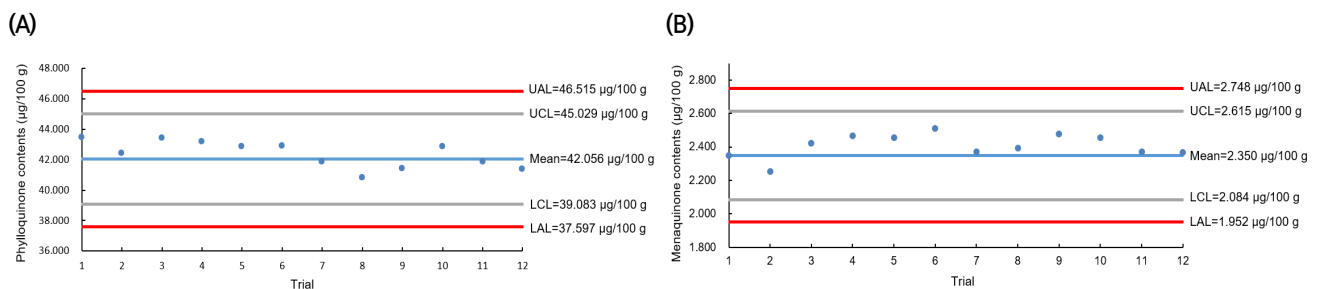 (A)
Phylloquinone contents (µg/100 g)
48.000
46.000
44.000
42.000
40.000
38.000
36.000
UAL=46.515 µg/100 g
UCL=45.029 µg/100 g
Mean=42.056 µg/100 g
LCL=39.083 µg/100 g
LAL=37.597 µg/100 g
1 2 3 4 5 6 7 8 9 10 11 12
Trial
(B)
Menaquinone contents (µg/100 g)
2.800
2.600
2.400
2.200
2.000
1.800
UAL=2.748 µg/100 g
UCL=2.615 µg/100 g
Mean=2.350 µg/100 g
LCL=2.084 µg/100 g
LAL=1.952 µg/100 g
1 2 3 4 5 6 7 8 9 10 11 12
Trial